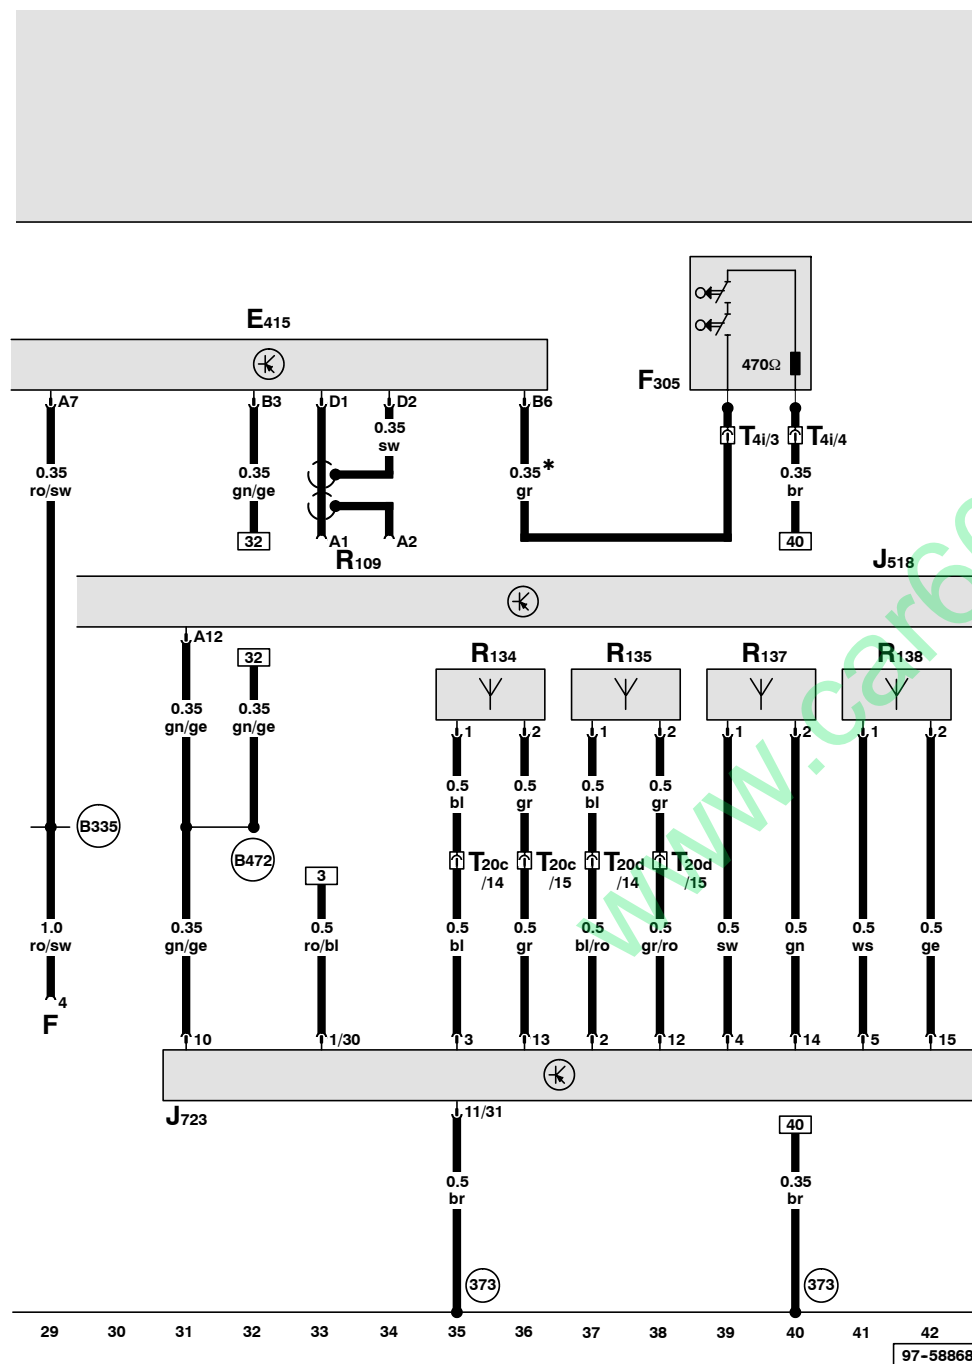 E415
470Ω
F305
A7 B3 D1 D2 B6
T4i/3 T4i/4
0.35 sw
0.35 ro/sw
0.35 gn/ge
0.35* gr
0.35 br
32 A1 A2 40
R109
J518
A12
32
R134 R135 R137 R138
1 2 1 2 1 2 1 2
0.35 gn/ge
0.35 gn/ge
0.5 bl
0.5 gr
0.5 bl
0.5 gr
B335
B472
T20c/14 T20c/15 T20d/14 T20d/15
3
1.0 ro/sw
0.35 gn/ge
0.5 ro/bl
0.5 bl
0.5 gr
0.5 bl/ro
0.5 gr/ro
0.5 sw
0.5 gn
0.5 ws
0.5 ge
4
F
10 1/30 3 13 2 12 4 14 5 15
J723
11/31
40
0.5 br
0.35 br
373 373
29 30 31 32 33 34 35 36 37 38 39 40 41 42
97-58868